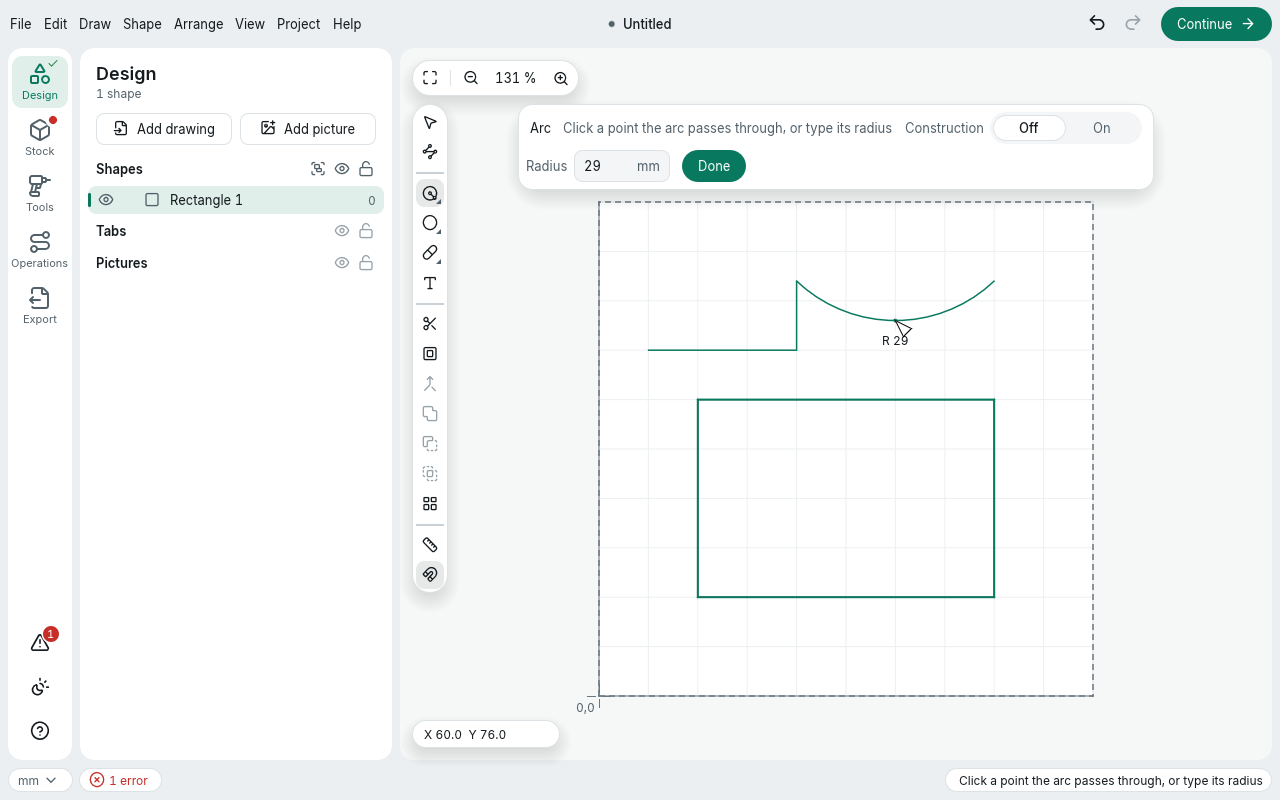 File Edit Draw Shape Arrange View Project Help
Untitled
Continue
Design
Stock
Tools
Operations
Export
1
Design
1 shape
Add drawing
Add picture
Shapes
Rectangle 1 0
Tabs
Pictures
131 %
Arc Click a point the arc passes through, or type its radius Construction Off On
Radius 29 mm Done
R 29
0,0
X 60.0 Y 76.0
mm
1 error
Click a point the arc passes through, or type its radius